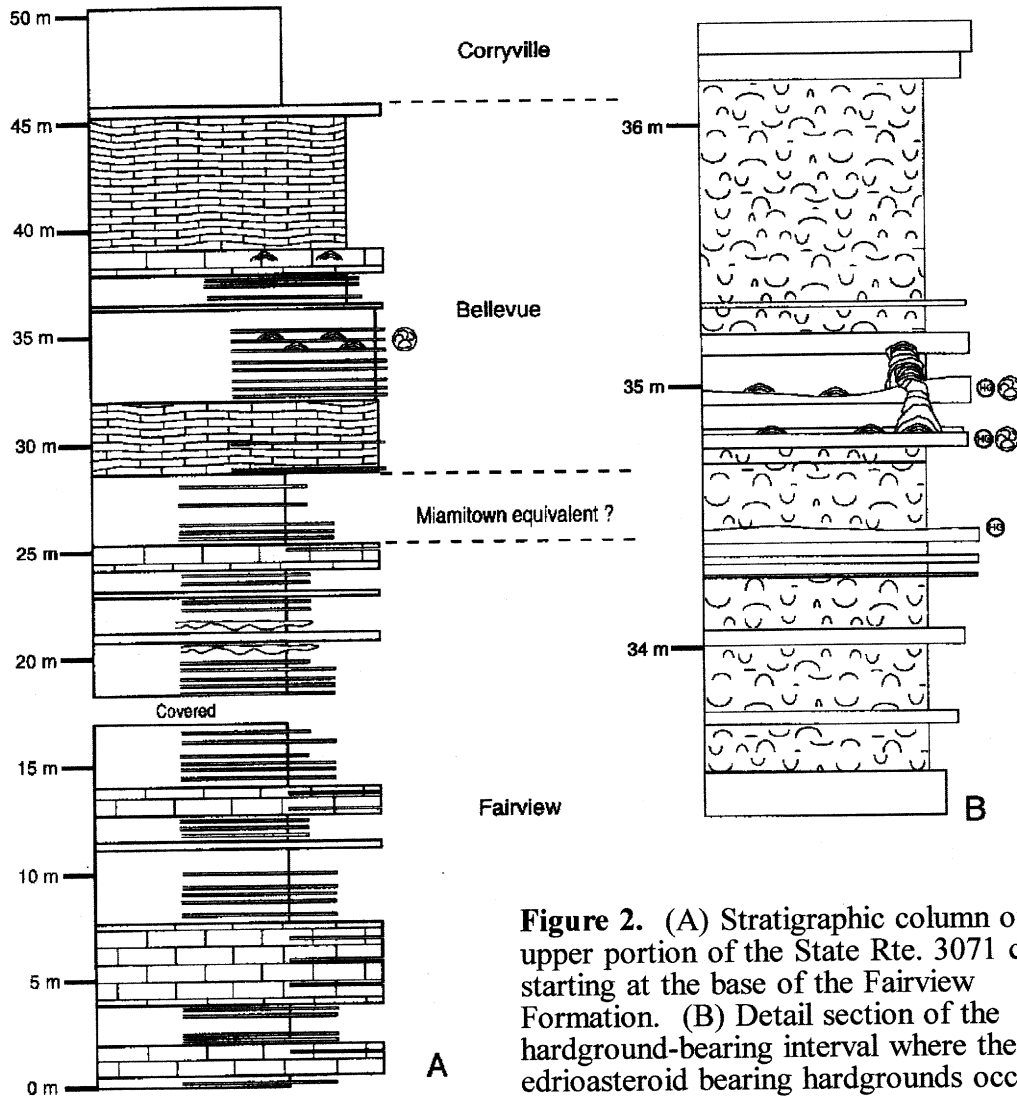 50 m
45 m
40 m
35 m
30 m
25 m
20 m
Covered
15 m
10 m
5 m
0 m
Corryville
Bellevue
Miamitown equivalent ?
Fairview
A
36 m
35 m
34 m
HG
HG
HG
B
Figure 2. (A) Stratigraphic column o
upper portion of the State Rte. 3071 c
starting at the base of the Fairview
Formation. (B) Detail section of the
hardground-bearing interval where the
edrioasteroid bearing hardgrounds occ